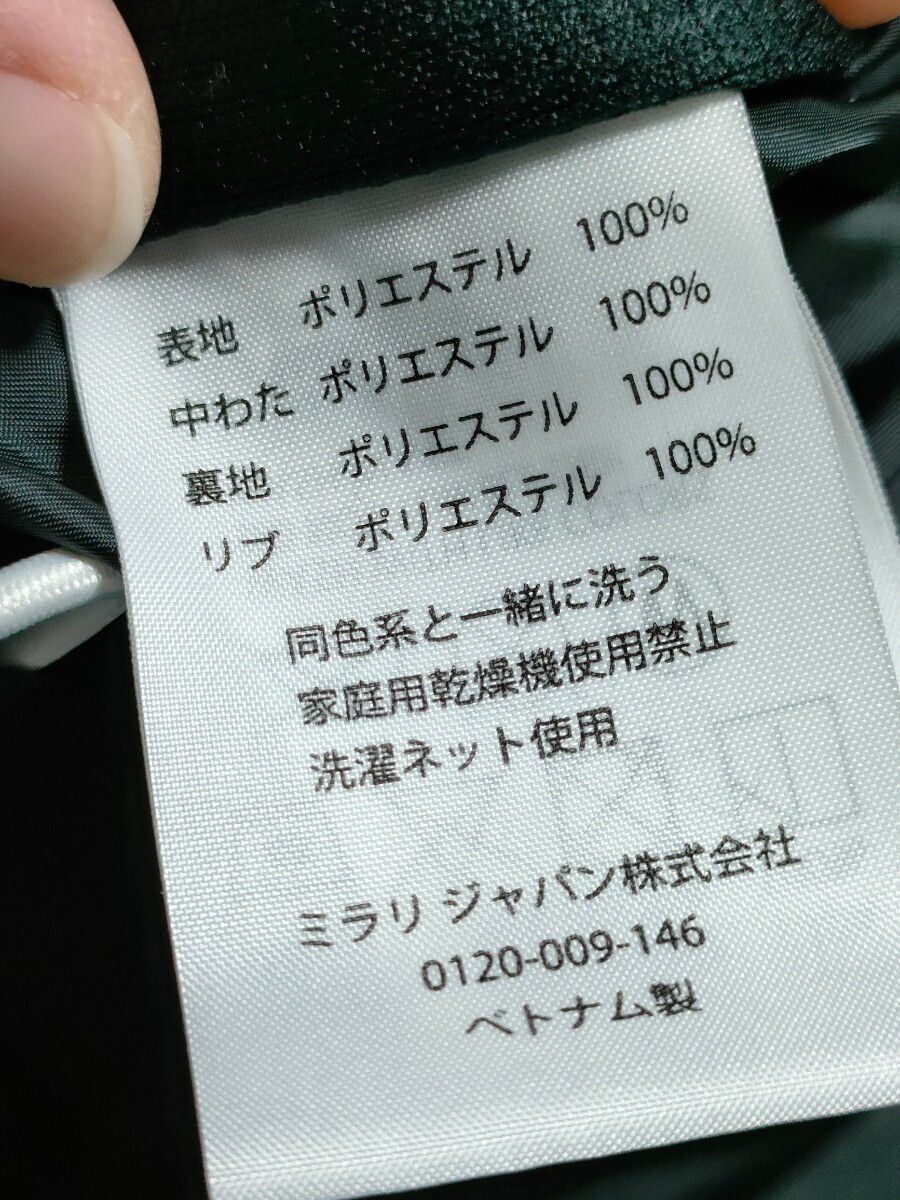 表地 ポリエステル 100%
中わた ポリエステル 100%
裏地 ポリエステル 100%
リブ ポリエステル 100%
同色系と一緒に洗う
家庭用乾燥機使用禁止
洗濯ネット使用
ミラリ ジャパン株式会社
0120-009-146
ベトナム製